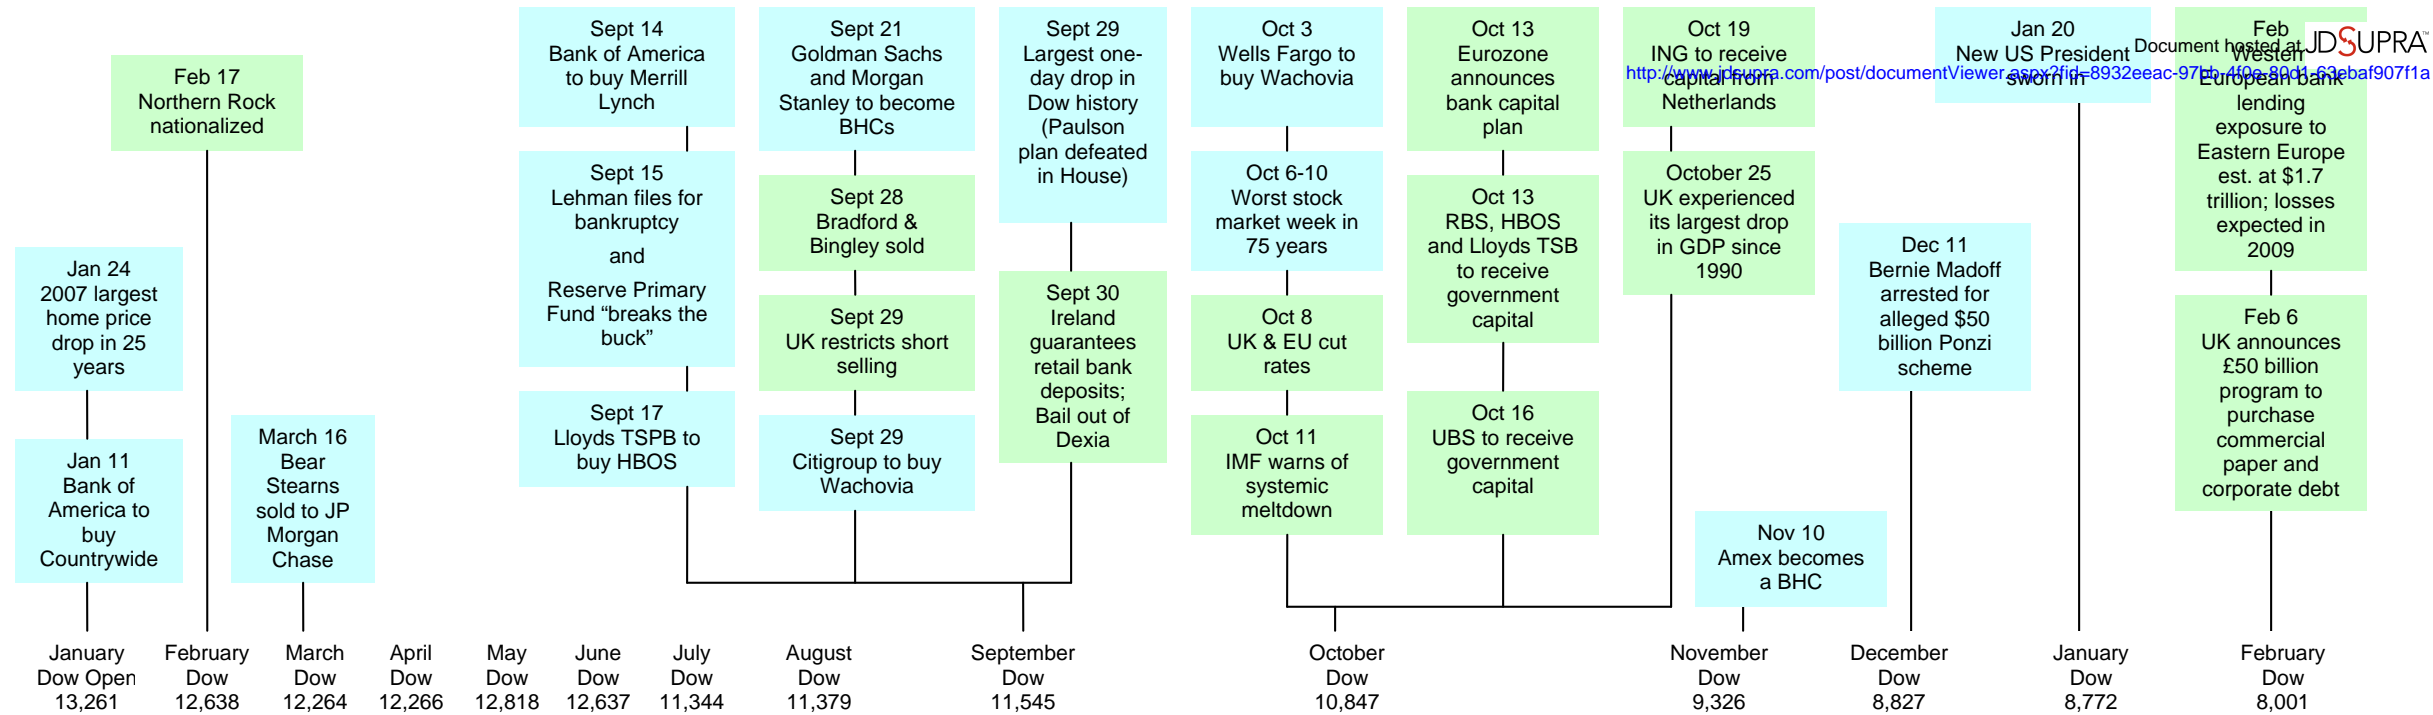 Jan 24
2007 largest
home price
drop in 25
years
Jan 11
Bank of
America to
buy
Countrywide
Feb 17
Northern Rock
nationalized
March 16
Bear
Stearns
sold to JP
Morgan
Chase
Sept 14
Bank of America
to buy Merrill
Lynch
Sept 15
Lehman files for
bankruptcy
and
Reserve Primary
Fund “breaks the
buck”
Sept 17
Lloyds TSPB to
buy HBOS
Sept 21
Goldman Sachs
and Morgan
Stanley to become
BHCs
Sept 28
Bradford &
Bingley sold
Sept 29
UK restricts short
selling
Sept 29
Citigroup to buy
Wachovia
Sept 29
Largest one-
day drop in
Dow history
(Paulson
plan defeated
in House)
Sept 30
Ireland
guarantees
retail bank
deposits;
Bail out of
Dexia
Oct 3
Wells Fargo to
buy Wachovia
Oct 6-10
Worst stock
market week in
75 years
Oct 8
UK & EU cut
rates
Oct 11
IMF warns of
systemic
meltdown
Oct 13
Eurozone
announces
bank capital
plan
Oct 13
RBS, HBOS
and Lloyds TSB
to receive
government
capital
Oct 16
UBS to receive
government
capital
Oct 19
ING to receive
capital from
Netherlands
October 25
UK experienced
its largest drop
in GDP since
1990
Nov 10
Amex becomes
a BHC
Dec 11
Bernie Madoff
arrested for
alleged $50
billion Ponzi
scheme
Jan 20
New US President
sworn in
Document hosted at JDSUPRA™
http://www.jdsupra.com/post/documentViewer.aspx?fid=8932eeac-97bb-4f0e-80d1-63ebaf907f1a
Feb
Western
European bank
lending
exposure to
Eastern Europe
est. at $1.7
trillion; losses
expected in
2009
Feb 6
UK announces
£50 billion
program to
purchase
commercial
paper and
corporate debt
January
Dow Open
13,261
February
Dow
12,638
March
Dow
12,264
April
Dow
12,266
May
Dow
12,818
June
Dow
12,637
July
Dow
11,344
August
Dow
11,379
September
Dow
11,545
October
Dow
10,847
November
Dow
9,326
December
Dow
8,827
January
Dow
8,772
February
Dow
8,001